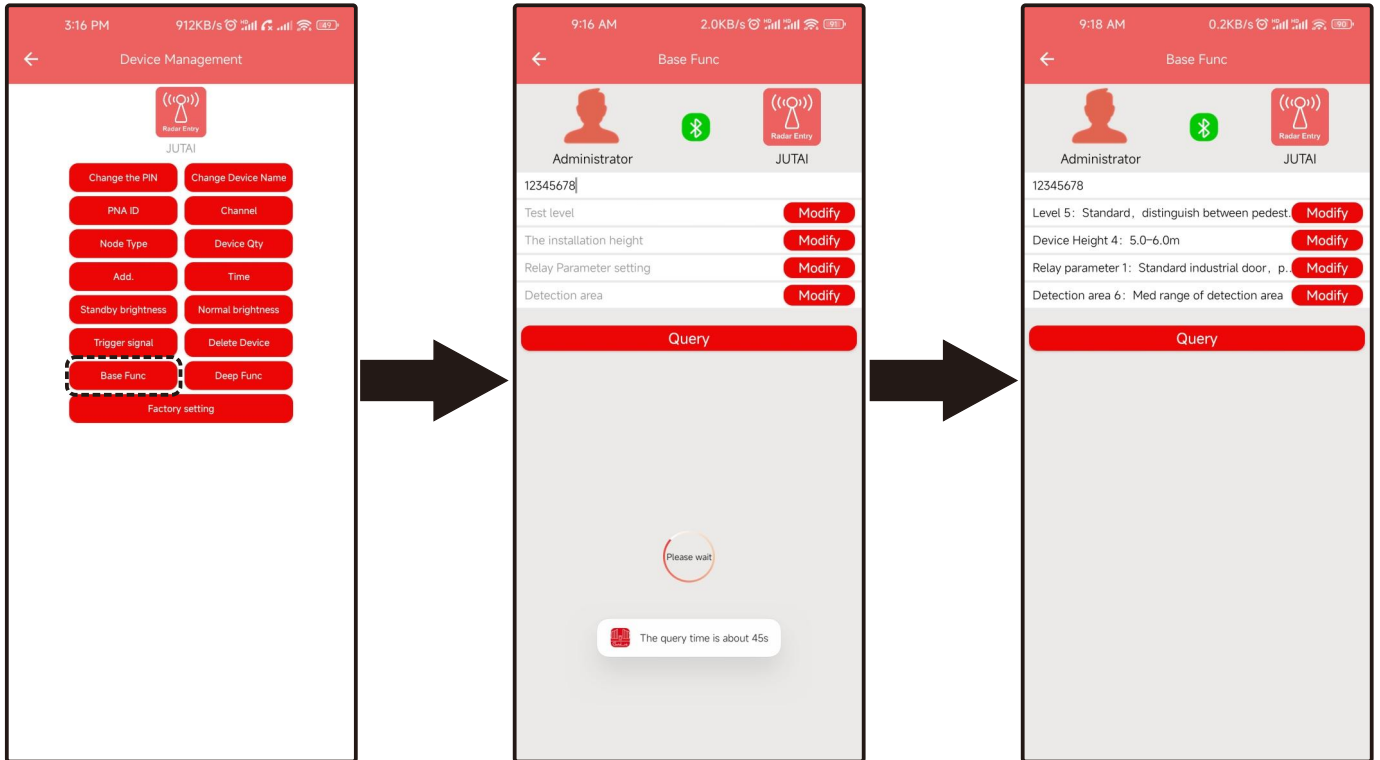 3:16 PM 912KB/s 49
Device Management
Radar Entry
JUTAI
Change the PIN Change Device Name
PNA ID Channel
Node Type Device Qty
Add. Time
Standby brightness Normal brightness
Trigger signal Delete Device
Base Func Deep Func
Factory setting
9:16 AM 2.0KB/s 91
Base Func
Radar Entry
Administrator JUTAI
12345678
Test level Modify
The installation height Modify
Relay Parameter setting Modify
Detection area Modify
Query
Please wait
The query time is about 45s
9:18 AM 0.2KB/s 90
Base Func
Radar Entry
Administrator JUTAI
12345678
Level 5: Standard, distinguish between pedest. Modify
Device Height 4: 5.0-6.0m Modify
Relay parameter 1: Standard industrial door, p.. Modify
Detection area 6: Med range of detection area Modify
Query